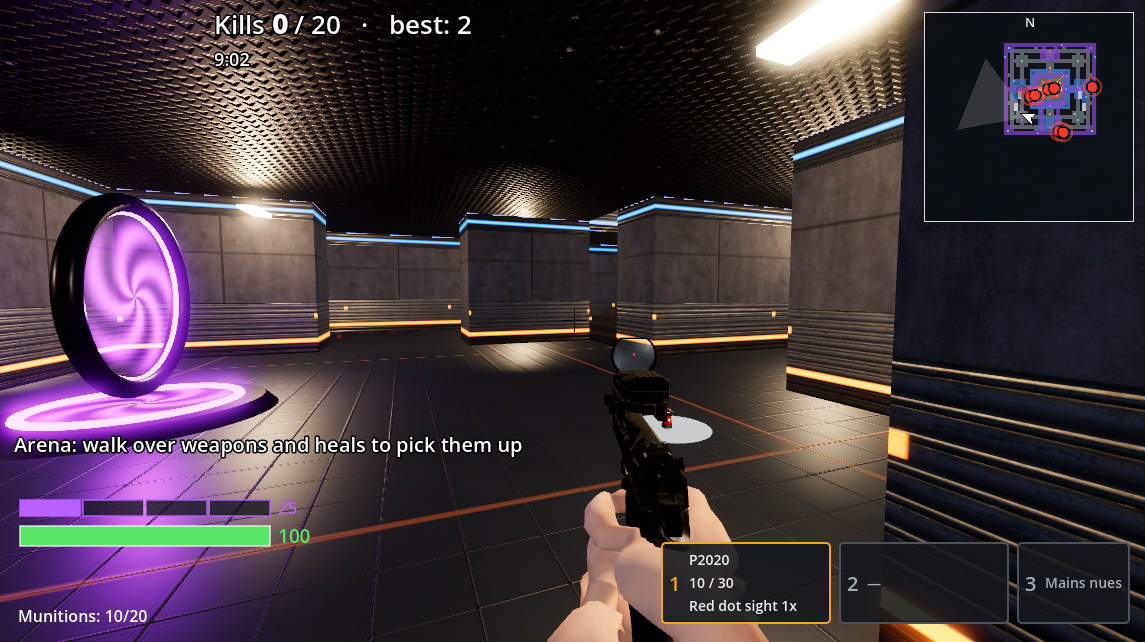 Kills 0 / 20 · best: 2
9:02
N
Arena: walk over weapons and heals to pick them up
25
100
Munitions: 10/20
1 P2020
10 / 30
Red dot sight 1x
2 —
3 Mains nues